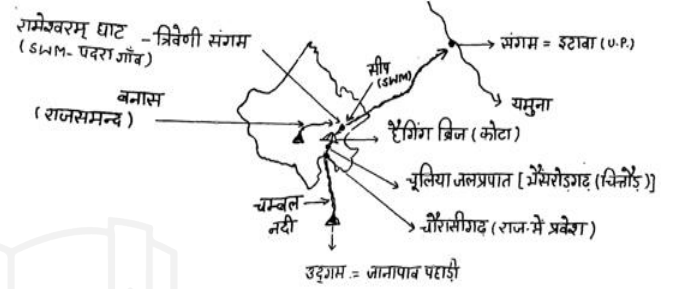 रामेश्वरम् घाट - त्रिवेणी संगम
(SWM- पदरा गाँव)
संगम = इटावा (U.P.)
सीप
(SWM)
बनास
(राजसमन्द)
यमुना
हैंगिंग ब्रिज (कोटा)
चूलिया जलप्रपात [भैंसरोड़गढ़ (चित्तौड़)]
चम्बल
नदी
चौरासीगढ़ (राज. में प्रवेश)
उद्‌गम := जानापाव पहाड़ी